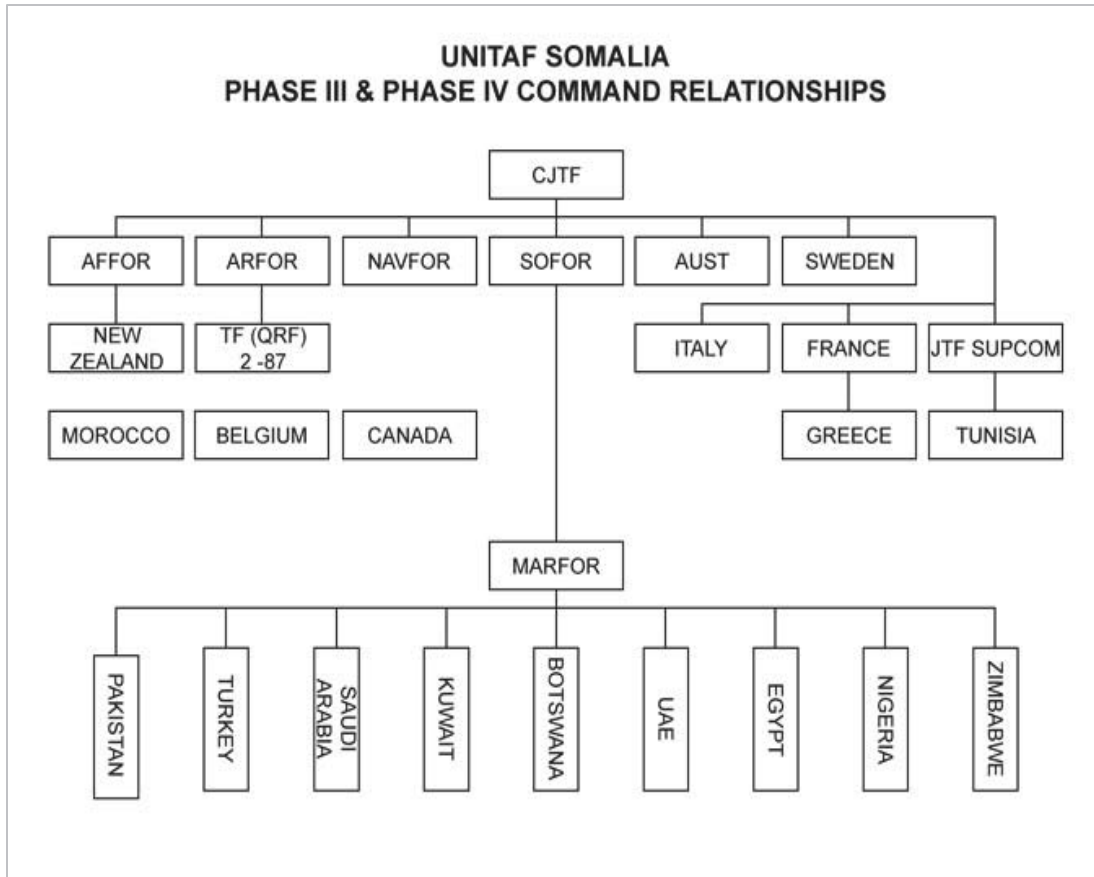 UNITAF SOMALIA
PHASE III & PHASE IV COMMAND RELATIONSHIPS
CJTF
AFFOR
ARFOR
NAVFOR
SOFOR
AUST
SWEDEN
NEW
ZEALAND
TF (QRF)
2 -87
ITALY
FRANCE
JTF SUPCOM
MOROCCO
BELGIUM
CANADA
GREECE
TUNISIA
MARFOR
PAKISTAN
TURKEY
SAUDI
ARABIA
KUWAIT
BOTSWANA
UAE
EGYPT
NIGERIA
ZIMBABWE